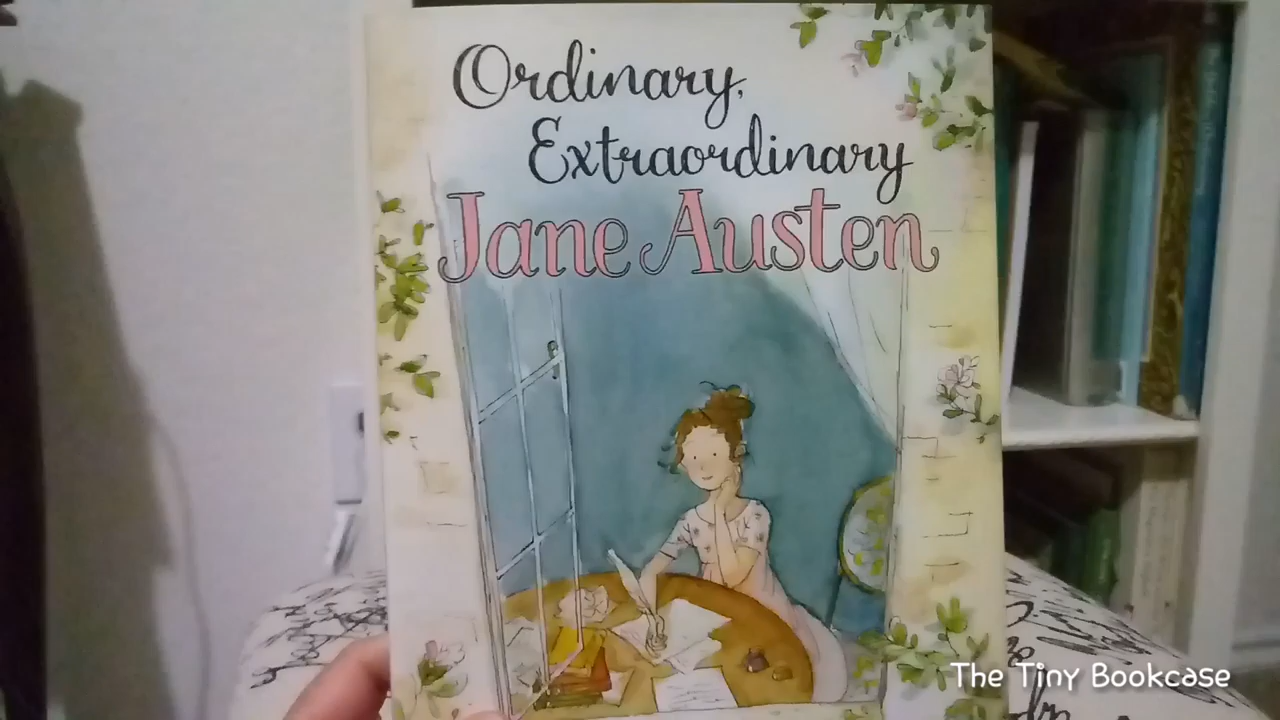 Ordinary,
Extraordinary
Jane Austen
The Tiny Bookcase